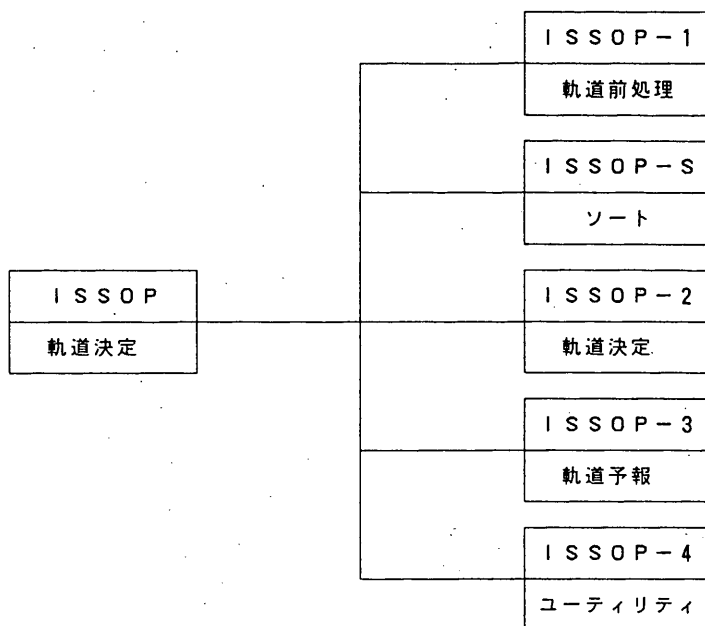 ISSOP-1
軌道前処理
ISSOP-S
ソート
ISSOP
軌道決定
ISSOP-2
軌道決定
ISSOP-3
軌道予報
ISSOP-4
ユーティリティ